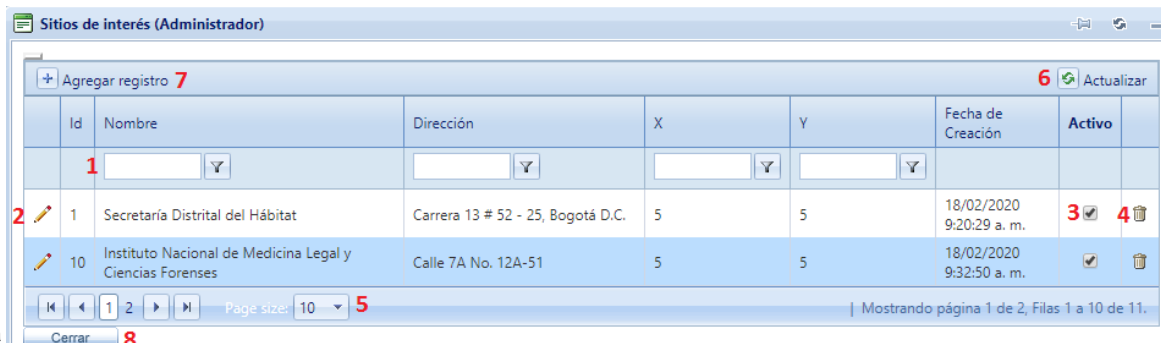 Sitios de interés (Administrador)
Agregar registro 7 6 Actualizar
Id Nombre Dirección X Y Fecha de Creación Activo
1
2 1 Secretaría Distrital del Hábitat Carrera 13 # 52 - 25, Bogotá D.C. 5 5 18/02/2020 9:20:29 a. m. 3 4
10 Instituto Nacional de Medicina Legal y Ciencias Forenses Calle 7A No. 12A-51 5 5 18/02/2020 9:32:50 a. m.
1 2 Page size: 10 5 | Mostrando página 1 de 2, Filas 1 a 10 de 11.
Cerrar 8